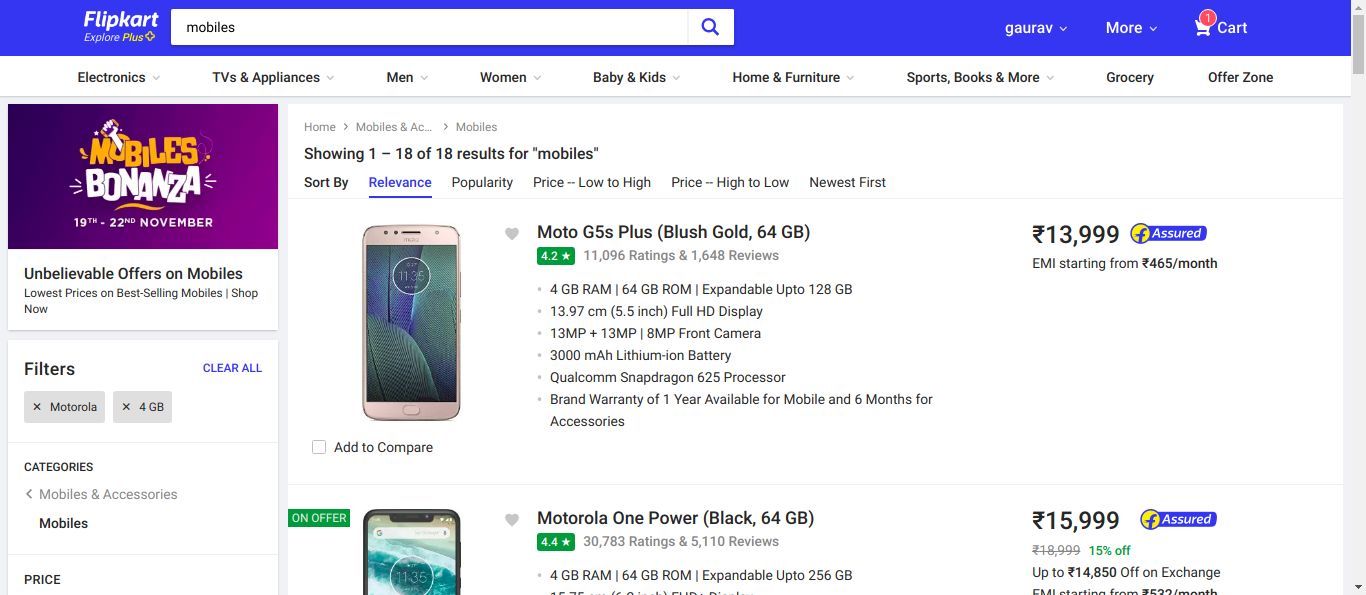 Flipkart
Explore Plus
mobiles
gaurav
More
1
Cart
Electronics
TVs & Appliances
Men
Women
Baby & Kids
Home & Furniture
Sports, Books & More
Grocery
Offer Zone
MOBILES
BONANZA
19TH - 22ND NOVEMBER
Unbelievable Offers on Mobiles
Lowest Prices on Best-Selling Mobiles | Shop
Now
Filters
CLEAR ALL
✕ Motorola
✕ 4 GB
CATEGORIES
Mobiles & Accessories
Mobiles
PRICE
Home > Mobiles & Ac... > Mobiles
Showing 1 – 18 of 18 results for "mobiles"
Sort By
Relevance
Popularity
Price -- Low to High
Price -- High to Low
Newest First
11:35
Add to Compare
Moto G5s Plus (Blush Gold, 64 GB)
4.2 ★ 11,096 Ratings & 1,648 Reviews
4 GB RAM | 64 GB ROM | Expandable Upto 128 GB
13.97 cm (5.5 inch) Full HD Display
13MP + 13MP | 8MP Front Camera
3000 mAh Lithium-ion Battery
Qualcomm Snapdragon 625 Processor
Brand Warranty of 1 Year Available for Mobile and 6 Months for
Accessories
₹13,999
Assured
EMI starting from ₹465/month
ON OFFER
11:35
Motorola One Power (Black, 64 GB)
4.4 ★ 30,783 Ratings & 5,110 Reviews
4 GB RAM | 64 GB ROM | Expandable Upto 256 GB
₹15,999
Assured
₹18,999 15% off
Up to ₹14,850 Off on Exchange
EMI starting from ₹532/month